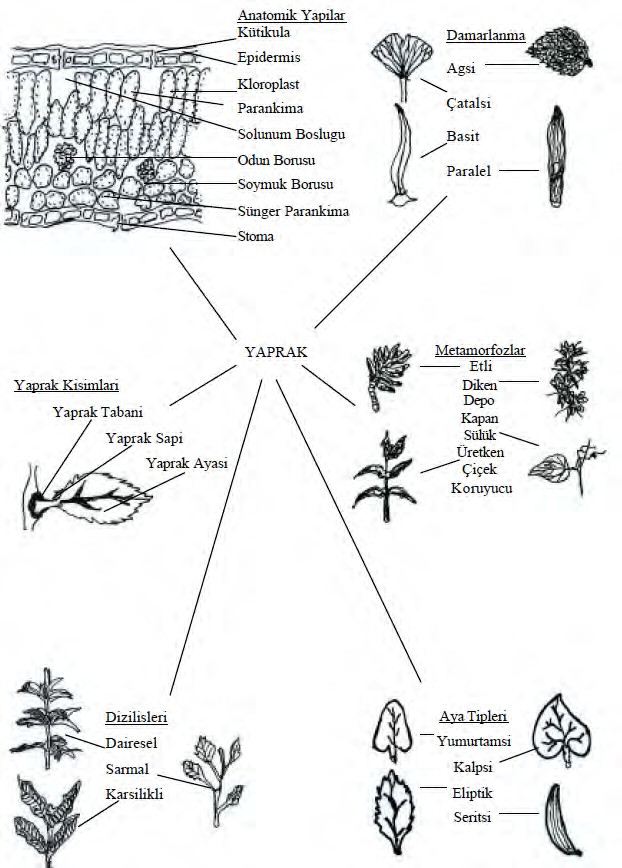 Anatomik Yapilar
Kütikula
Epidermis
Kloroplast
Parankima
Solunum Boslugu
Odun Borusu
Soymuk Borusu
Sünger Parankima
Stoma
Damarlanma
Agsi
Çatalsi
Basit
Paralel
YAPRAK
Yaprak Kisimlari
Yaprak Tabani
Yaprak Sapi
Yaprak Ayasi
Metamorfozlar
Etli
Diken
Depo
Kapan
Sülük
Üretken
Çiçek
Koruyucu
Dizilisleri
Dairesel
Sarmal
Karsilikli
Aya Tipleri
Yumurtamsi
Kalpsi
Eliptik
Seritsi